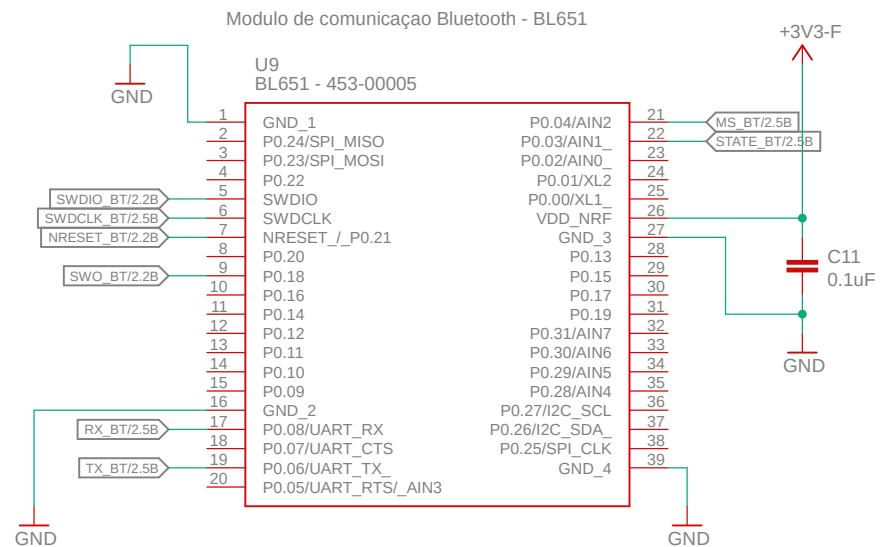 Modulo de comunicaçao Bluetooth - BL651
+3V3-F
U9
BL651 - 453-00005
GND
1 GND_1
2 P0.24/SPI_MISO
3 P0.23/SPI_MOSI
4 P0.22
SWDIO_BT/2.2B 5 SWDIO
SWDCLK_BT/2.5B 6 SWDCLK
NRESET_BT/2.2B 7 NRESET_/_P0.21
8 P0.20
SWO_BT/2.2B 9 P0.18
10 P0.16
11 P0.14
12 P0.12
13 P0.11
14 P0.10
15 P0.09
16 GND_2
RX_BT/2.5B 17 P0.08/UART_RX
18 P0.07/UART_CTS
TX_BT/2.5B 19 P0.06/UART_TX_
20 P0.05/UART_RTS/_AIN3
GND
P0.04/AIN2 21 MS_BT/2.5B
P0.03/AIN1_ 22 STATE_BT/2.5B
P0.02/AIN0_ 23
P0.01/XL2 24
P0.00/XL1_ 25
VDD_NRF 26
GND_3 27
P0.13 28
P0.15 29
P0.17 30
P0.19 31
P0.31/AIN7 32
P0.30/AIN6 33
P0.29/AIN5 34
P0.28/AIN4 35
P0.27/I2C_SCL 36
P0.26/I2C_SDA_ 37
P0.25/SPI_CLK 38
GND_4 39
C11
0.1uF
GND
GND